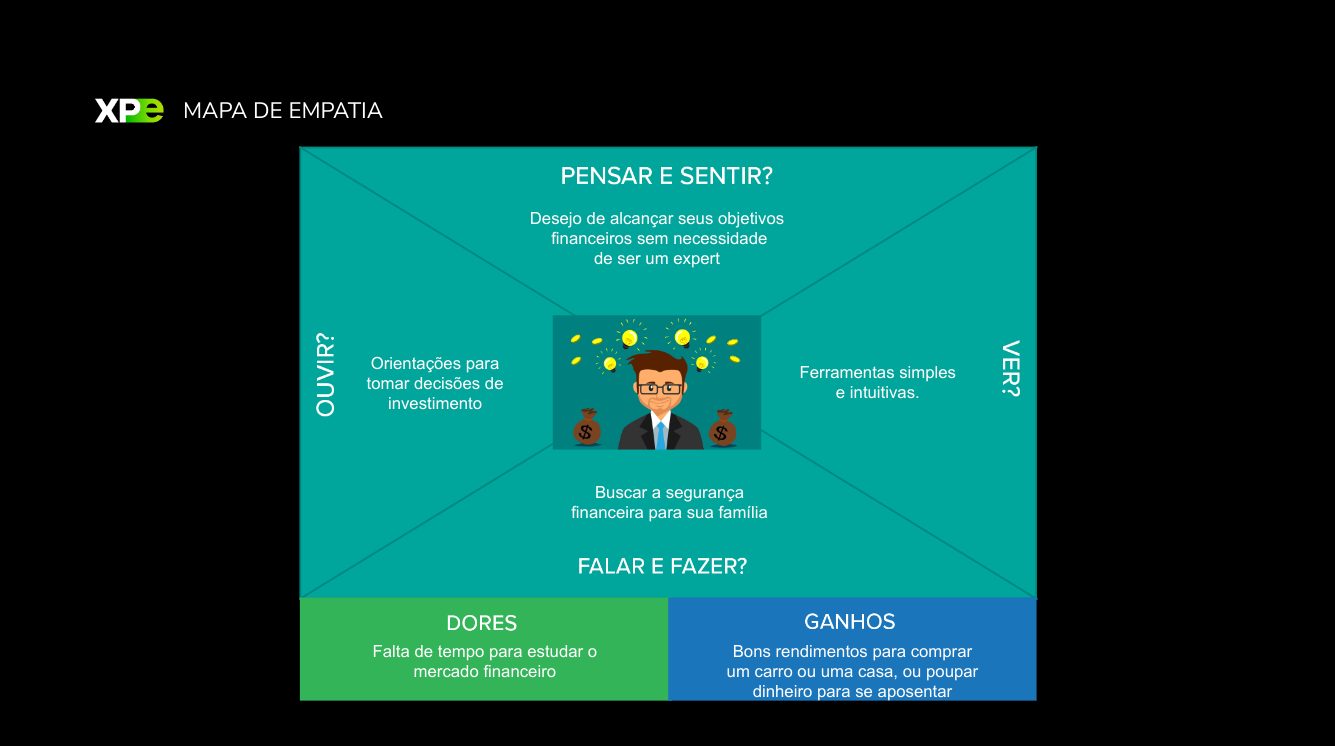 XPe MAPA DE EMPATIA
PENSAR E SENTIR?
Desejo de alcançar seus objetivos
financeiros sem necessidade
de ser um expert
OUVIR?
Orientações para
tomar decisões de
investimento
$ $
Ferramentas simples
e intuitivas.
VER?
Buscar a segurança
financeira para sua família
FALAR E FAZER?
DORES
Falta de tempo para estudar o
mercado financeiro
GANHOS
Bons rendimentos para comprar
um carro ou uma casa, ou poupar
dinheiro para se aposentar